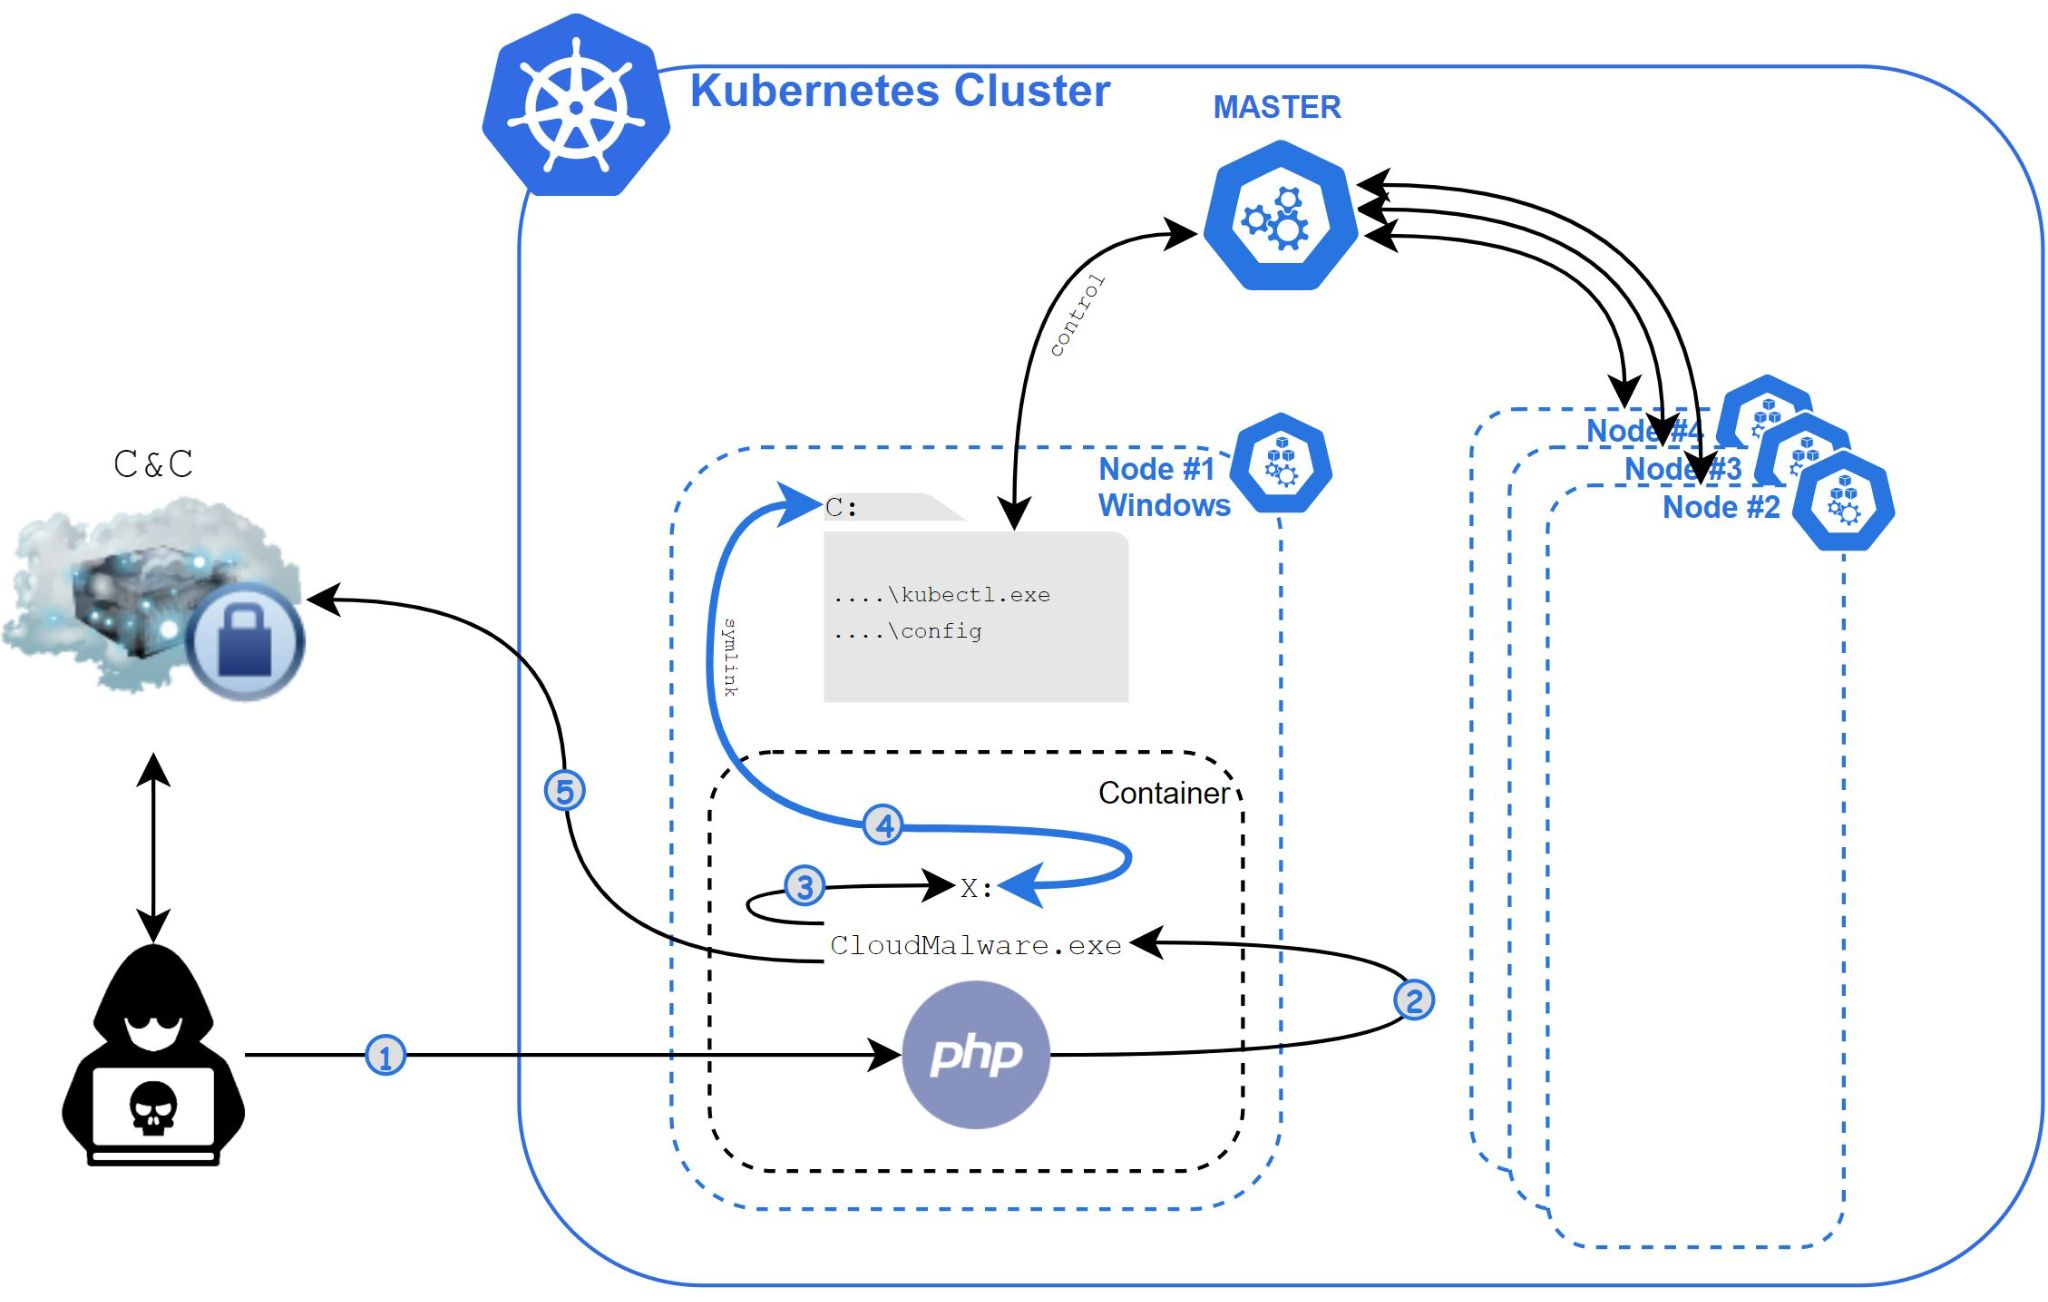 Kubernetes Cluster
MASTER
control
C&C
Node #1
Windows
Node #4
Node #3
Node #2
C:
....\kubectl.exe
....\config
symlink
Container
5
4
3
X:
CloudMalware.exe
2
1
php